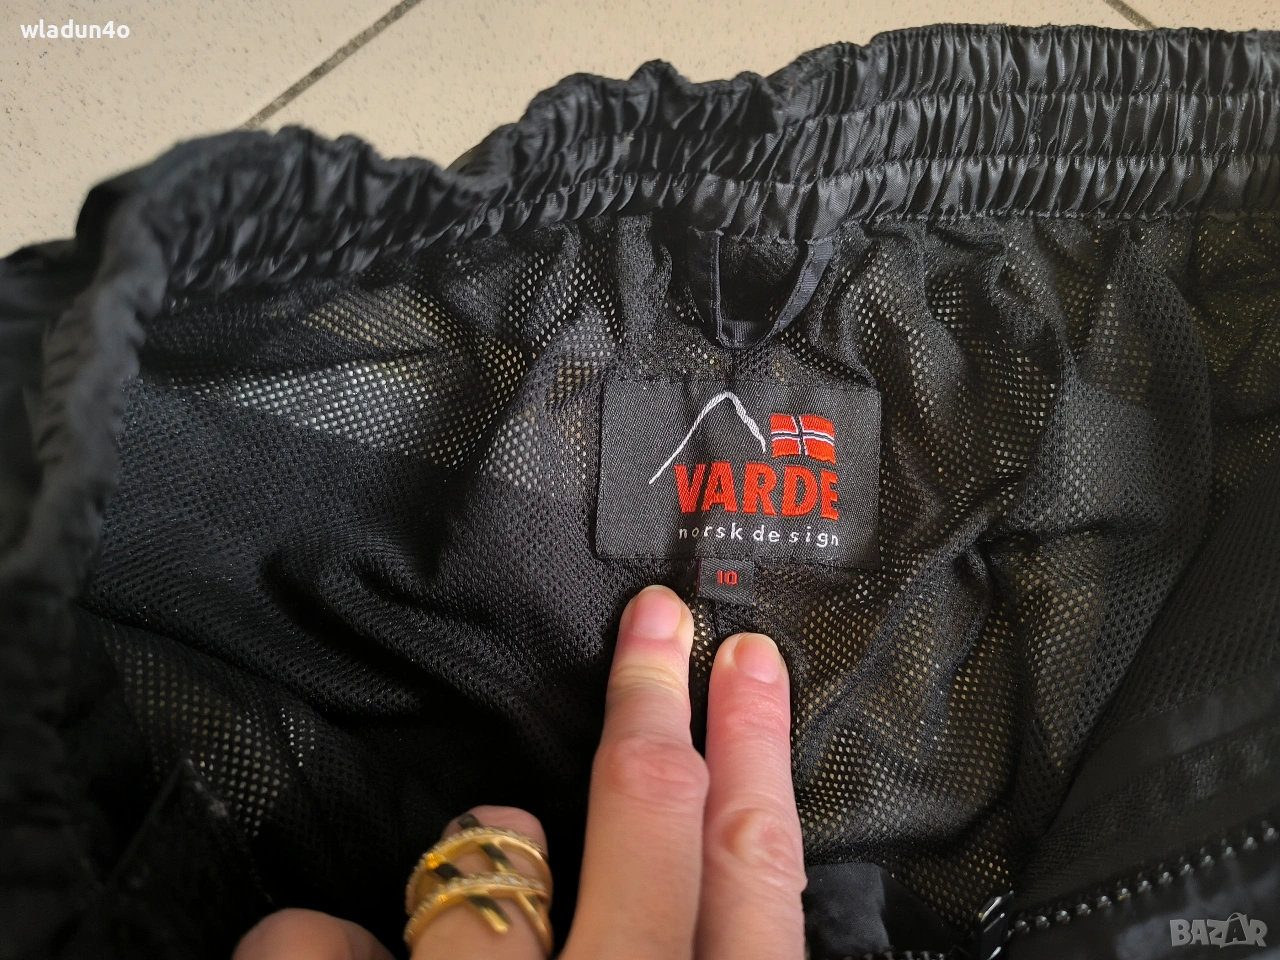 wladun4o
VARDE
norsk design
10
BAZAR